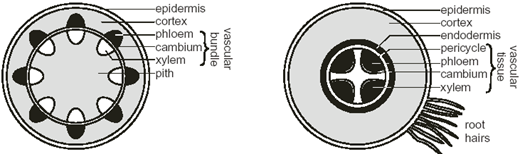 epidermis
cortex
phloem
cambium
xylem
pith
vascular
bundle
epidermis
cortex
endodermis
pericycle
phloem
cambium
xylem
vascular
tissue
root
hairs